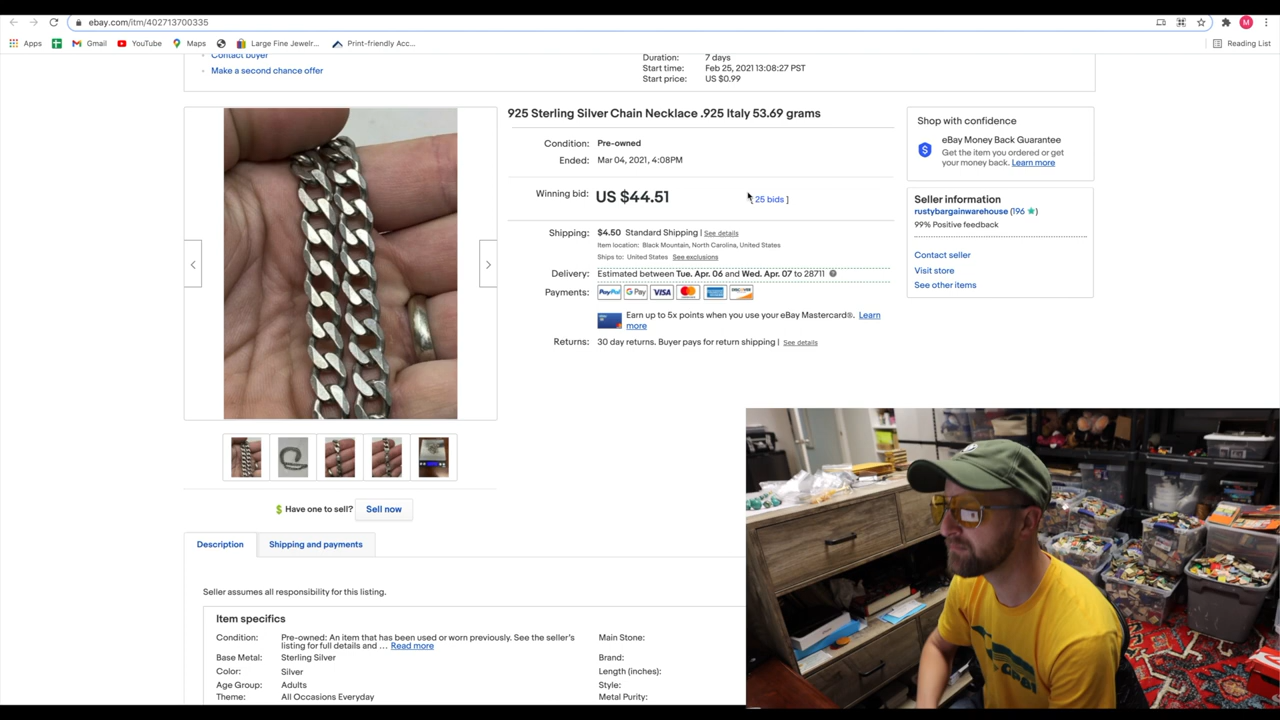 ebay.com/itm/402713700335
M
Apps
Gmail
YouTube
Maps
Large Fine Jewelr...
Print-friendly Acc...
Reading List
Contact buyer
Make a second chance offer
Duration: 7 days
Start time: Feb 25, 2021 13:08:27 PST
Start price: US $0.99
925 Sterling Silver Chain Necklace .925 Italy 53.69 grams
Condition: Pre-owned
Ended: Mar 04, 2021, 4:08PM
Winning bid: US $44.51 [ 25 bids ]
Shipping: $4.50 Standard Shipping | See details
Item location: Black Mountain, North Carolina, United States
Ships to: United States See exclusions
Delivery: Estimated between Tue. Apr. 06 and Wed. Apr. 07 to 28711
Payments: PayPal G Pay VISA
Earn up to 5x points when you use your eBay Mastercard®. Learn
more
Returns: 30 day returns. Buyer pays for return shipping | See details
Shop with confidence
eBay Money Back Guarantee
Get the item you ordered or get
your money back. Learn more
Seller information
rustybargainwarehouse (196 ★)
99% Positive feedback
Contact seller
Visit store
See other items
Have one to sell? Sell now
Description
Shipping and payments
Seller assumes all responsibility for this listing.
Item specifics
Condition: Pre-owned: An item that has been used or worn previously. See the seller's
listing for full details and ... Read more
Base Metal: Sterling Silver
Color: Silver
Age Group: Adults
Theme: All Occasions Everyday
Main Stone:
Brand:
Length (inches):
Style:
Metal Purity: